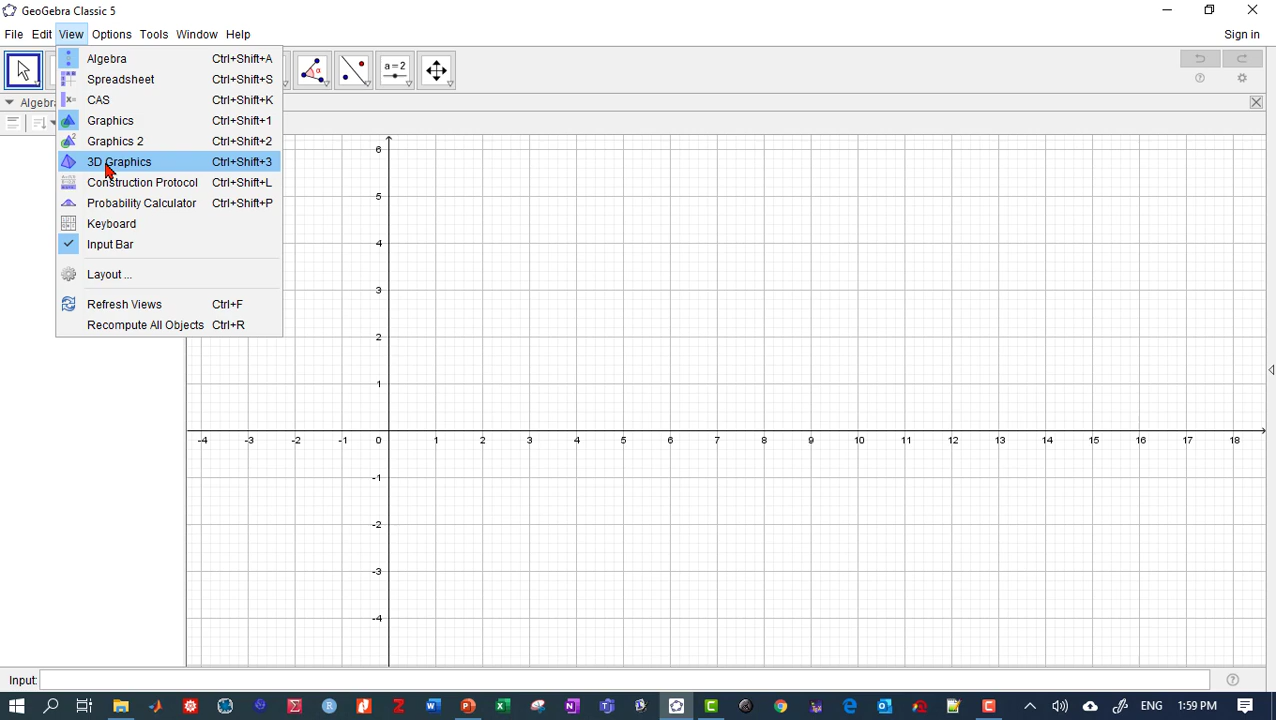 GeoGebra Classic 5
File Edit View Options Tools Window Help Sign in
a=2
Algebra Ctrl+Shift+A
Spreadsheet Ctrl+Shift+S
CAS Ctrl+Shift+K
Graphics Ctrl+Shift+1
Graphics 2 Ctrl+Shift+2
3D Graphics Ctrl+Shift+3
Construction Protocol Ctrl+Shift+L
Probability Calculator Ctrl+Shift+P
Keyboard
Input Bar
Layout ...
Refresh Views Ctrl+F
Recompute All Objects Ctrl+R
Algebra
6
5
4
3
2
1
-4 -3 -2 -1 0 1 2 3 4 5 6 7 8 9 10 11 12 13 14 15 16 17 18
-1
-2
-3
-4
Input:
ENG 1:59 PM